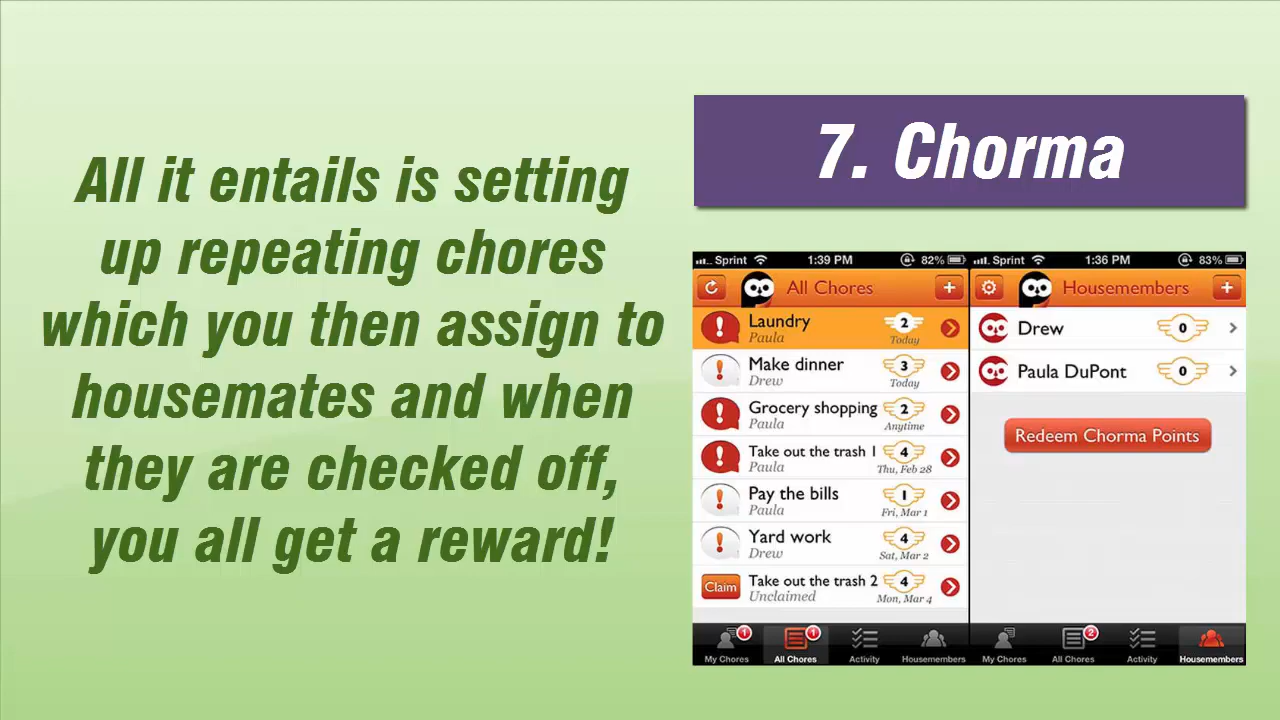 All it entails is setting
up repeating chores
which you then assign to
housemates and when
they are checked off,
you all get a reward!
7. Chorma
Sprint 1:39 PM 82%
All Chores
Laundry 2
Paula Today
Make dinner 3
Drew Today
Grocery shopping 2
Paula Anytime
Take out the trash 1 4
Paula Thu, Feb 28
Pay the bills 1
Paula Fri, Mar 1
Yard work 4
Drew Sat, Mar 2
Claim Take out the trash 2 4
Unclaimed Mon, Mar 4
1 1
My Chores All Chores Activity Housemembers
Sprint 1:36 PM 83%
Housemembers
Drew 0
Paula DuPont 0
Redeem Chorma Points
2
My Chores All Chores Activity Housemembers